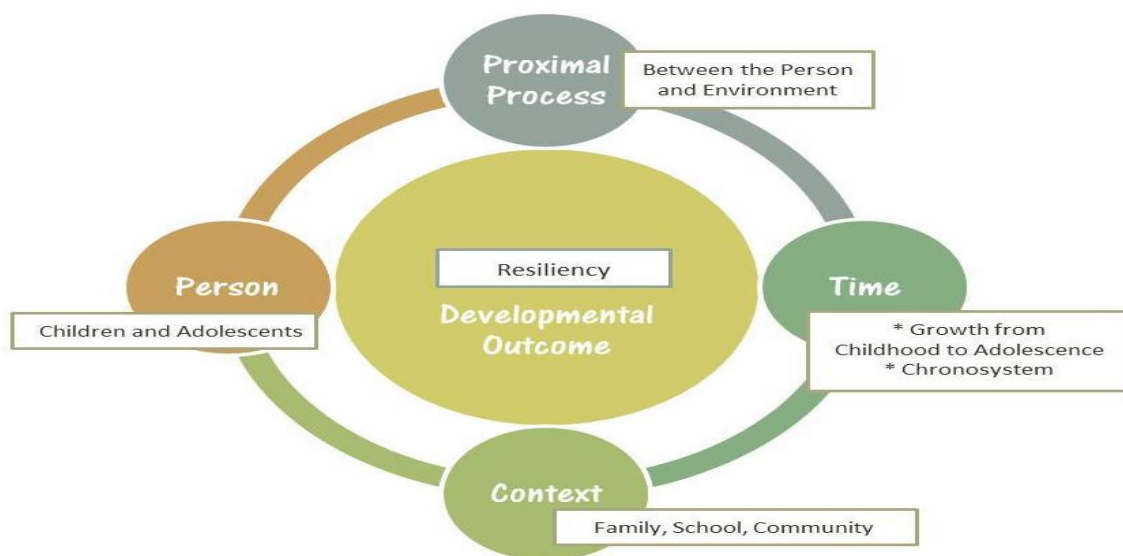 Proximal
Process
Between the Person
and Environment
Person
Children and Adolescents
Resiliency
Developmental
Outcome
Time
* Growth from
Childhood to Adolescence
* Chronosystem
Context
Family, School, Community